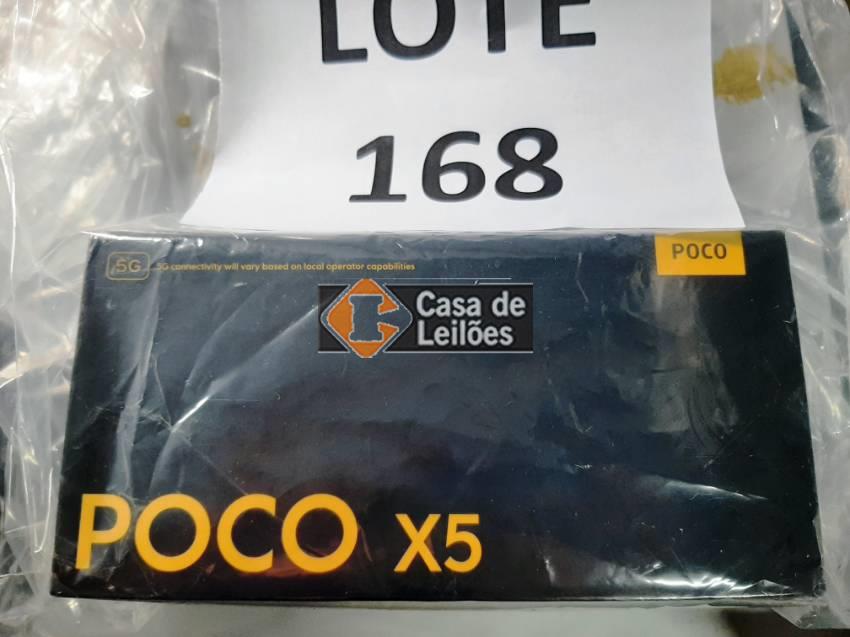 LOTE
168
5G
5G connectivity will vary based on local operator capabilities
POCO
Casa de
Leilões
POCO X5